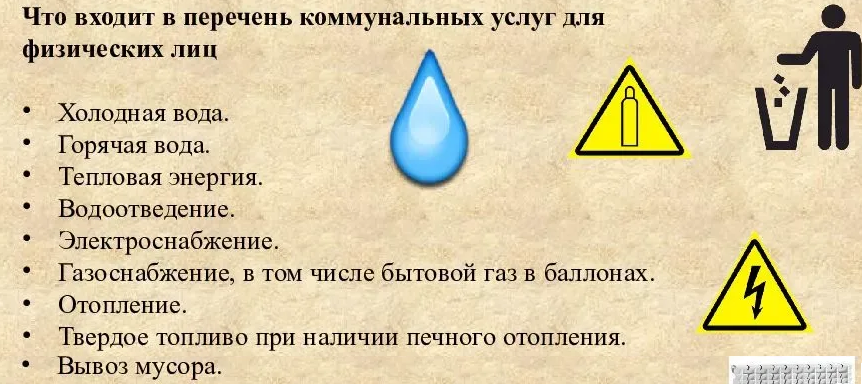 Что входит в перечень коммунальных услуг для
физических лиц
• Холодная вода.
• Горячая вода.
• Тепловая энергия.
• Водоотведение.
• Электроснабжение.
• Газоснабжение, в том числе бытовой газ в баллонах.
• Отопление.
• Твердое топливо при наличии печного отопления.
• Вывоз мусора.